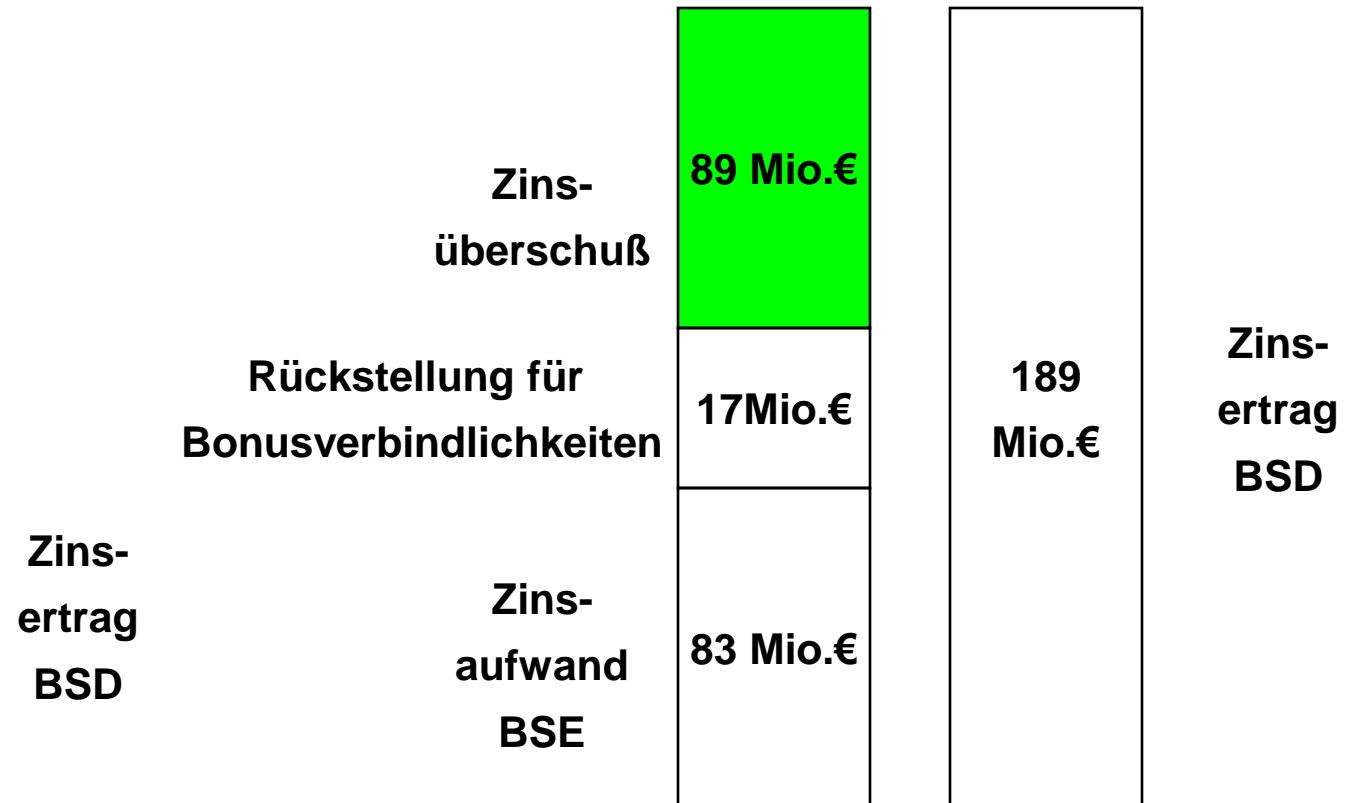 Zins-
überschuß
89 Mio.€
Rückstellung für
Bonusverbindlichkeiten
17Mio.€
189
Mio.€
Zins-
ertrag
BSD
Zins-
ertrag
BSD
Zins-
aufwand
BSE
83 Mio.€